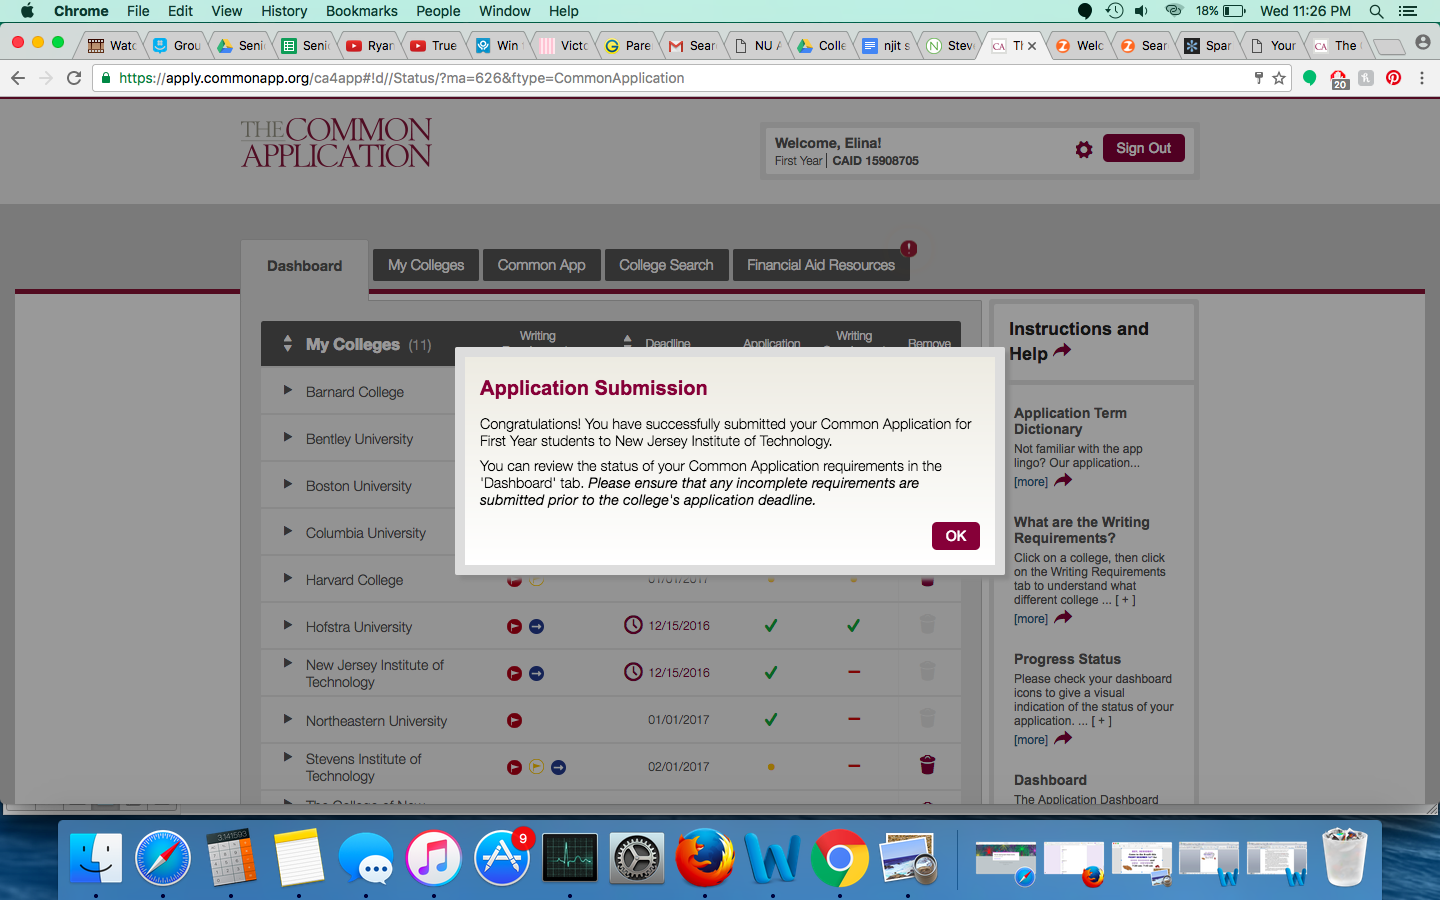 Chrome File Edit View History Bookmarks People Window Help 18% Wed 11:26 PM
Watc Grou Seni Seni Ryan True Win Victo Pare Sear NU A Colle njit s Steve Th Welc Sear Spar Your The
https://apply.commonapp.org/ca4app#!d//Status/?ma=626&ftype=CommonApplication
20
THE COMMON
APPLICATION
Welcome, Elina!
First Year | CAID 15908705
Sign Out
Dashboard
My Colleges
Common App
College Search
Financial Aid Resources
!
My Colleges (11)
Writing
Deadline
Application
Writing
Remove
Barnard College
Bentley University
Boston University
Columbia University
Harvard College 01/01/2017
Hofstra University 12/15/2016
New Jersey Institute of
Technology
12/15/2016
Northeastern University 01/01/2017
Stevens Institute of
Technology
02/01/2017
The College of New
Application Submission
Congratulations! You have successfully submitted your Common Application for
First Year students to New Jersey Institute of Technology.
You can review the status of your Common Application requirements in the
'Dashboard' tab. Please ensure that any incomplete requirements are
submitted prior to the college's application deadline.
OK
Instructions and
Help
Application Term
Dictionary
Not familiar with the app
lingo? Our application...
[more]
What are the Writing
Requirements?
Click on a college, then click
on the Writing Requirements
tab to understand what
different college ... [ + ]
[more]
Progress Status
Please check your dashboard
icons to give a visual
indication of the status of your
application. ... [ + ]
[more]
Dashboard
The Application Dashboard
3.141593
9